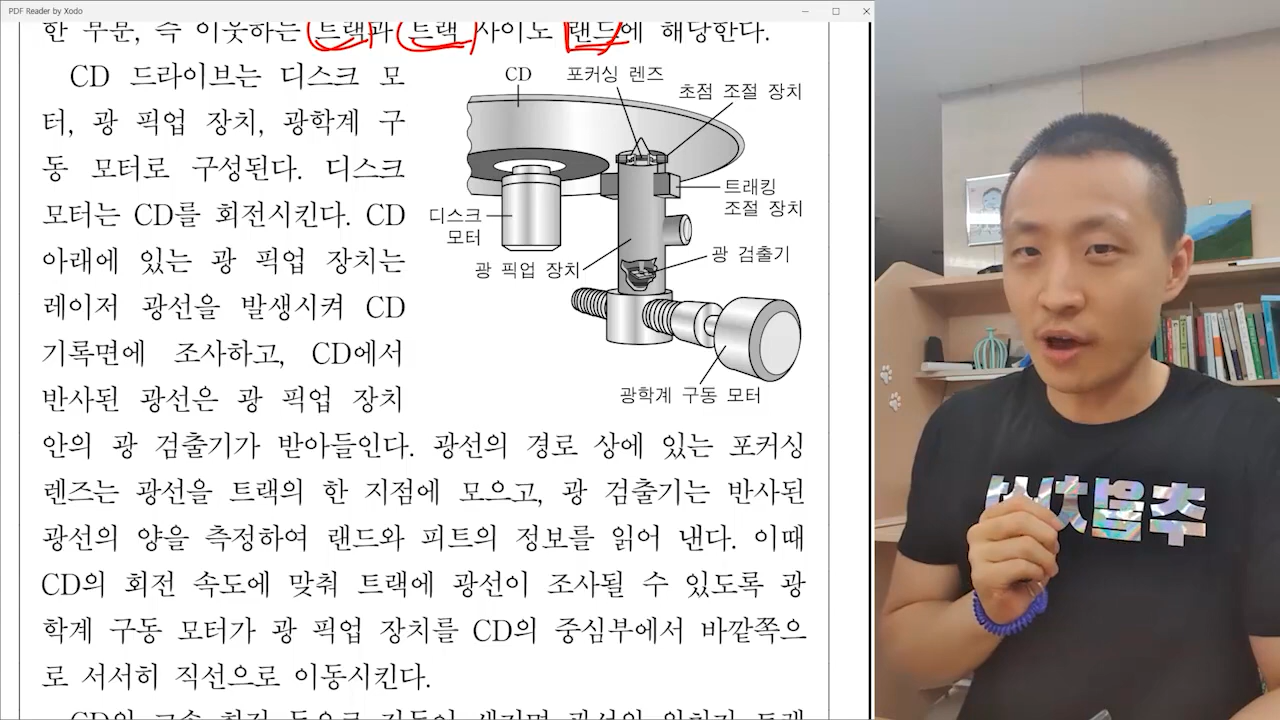 PDF Reader by Xodo
한 부분, 즉 이웃하는 트랙과 트랙 사이도 랜드에 해당한다.
CD 드라이브는 디스크 모
터, 광 픽업 장치, 광학계 구
동 모터로 구성된다. 디스크
모터는 CD를 회전시킨다. CD
아래에 있는 광 픽업 장치는
레이저 광선을 발생시켜 CD
기록면에 조사하고, CD에서
반사된 광선은 광 픽업 장치
안의 광 검출기가 받아들인다. 광선의 경로 상에 있는 포커싱
렌즈는 광선을 트랙의 한 지점에 모으고, 광 검출기는 반사된
광선의 양을 측정하여 랜드와 피트의 정보를 읽어 낸다. 이때
CD의 회전 속도에 맞춰 트랙에 광선이 조사될 수 있도록 광
학계 구동 모터가 광 픽업 장치를 CD의 중심부에서 바깥쪽으
로 서서히 직선으로 이동시킨다.
CD
포커싱 렌즈
초점 조절 장치
트래킹
조절 장치
디스크
모터
광 검출기
광 픽업 장치
광학계 구동 모터